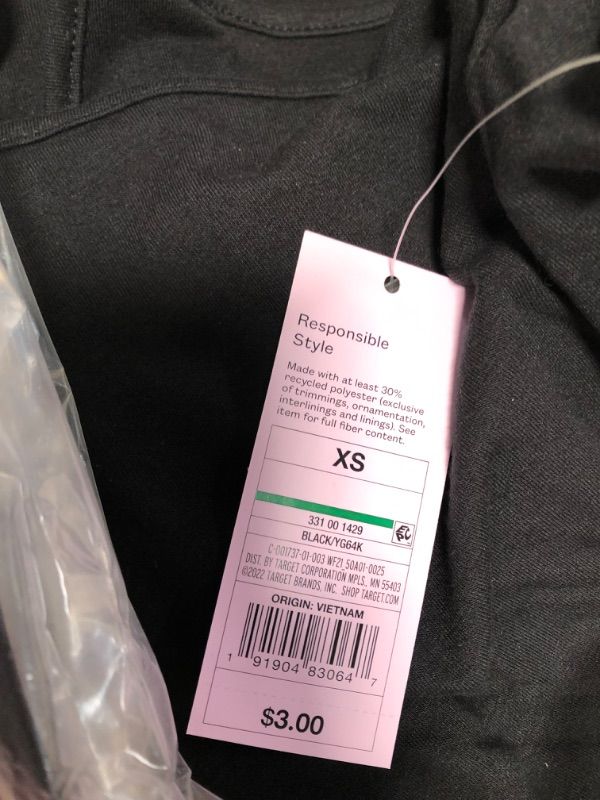 Responsible
Style
Made with at least 30%
recycled polyester (exclusive
of trimmings, ornamentation,
interlinings and linings). See
item for full fiber content.
XS
331 00 1429
BLACK/YG64K
C-001737-01-003 WF21_50A01-0025
DIST. BY TARGET CORPORATION MPLS., MN 55403
©2022 TARGET BRANDS, INC. SHOP TARGET.COM
ORIGIN: VIETNAM
1 91904 83064 7
$3.00